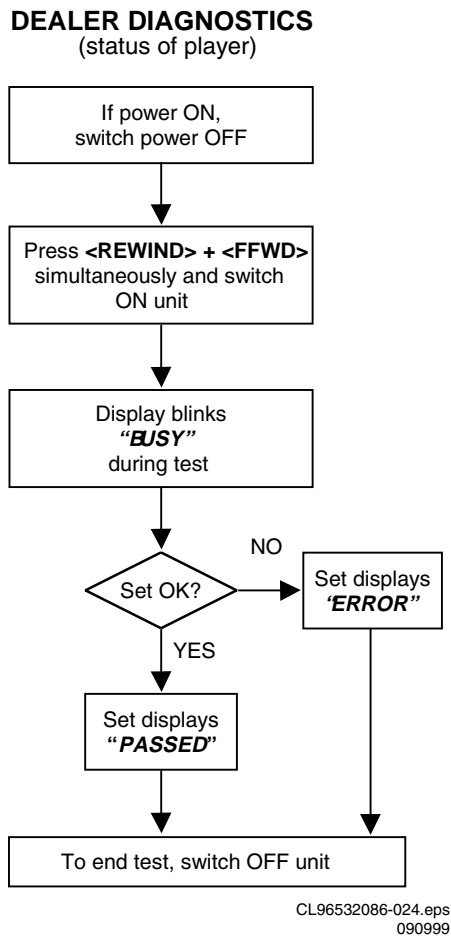 DEALER DIAGNOSTICS
(status of player)
If power ON,
switch power OFF
Press <REWIND> + <FFWD>
simultaneously and switch
ON unit
Display blinks
“BUSY”
during test
Set OK?
NO
Set displays
“ERROR”
YES
Set displays
“PASSED”
To end test, switch OFF unit
CL96532086-024.eps
090999